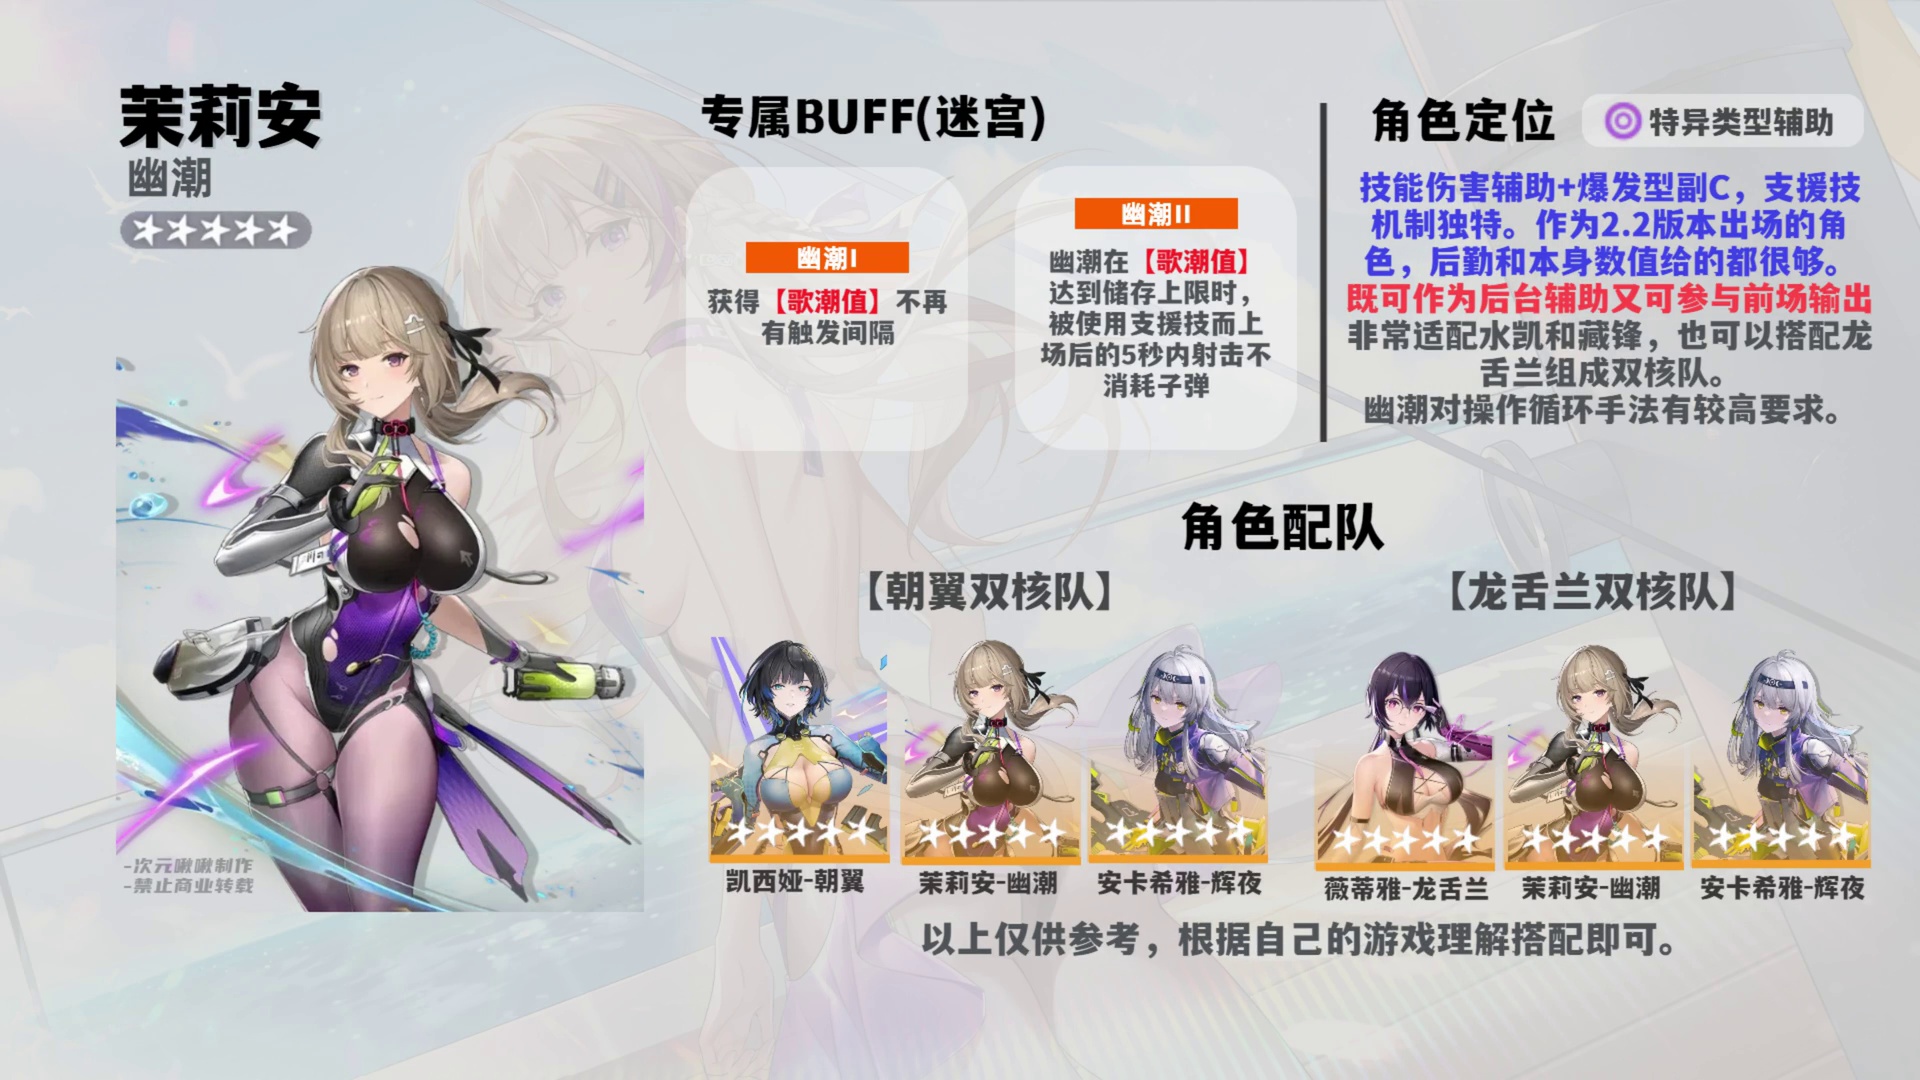 茉莉安
幽潮
专属BUFF(迷宫)
幽潮I
获得【歌潮值】不再
有触发间隔
幽潮II
幽潮在【歌潮值】
达到储存上限时，
被使用支援技而上
场后的5秒内射击不
消耗子弹
角色定位
特异类型辅助
技能伤害辅助+爆发型副C，支援技
机制独特。作为2.2版本出场的角
色，后勤和本身数值给的都很够。
既可作为后台辅助又可参与前场输出
非常适配水凯和藏锋，也可以搭配龙
舌兰组成双核队。
幽潮对操作循环手法有较高要求。
角色配队
【朝翼双核队】
凯西娅-朝翼
茉莉安-幽潮
安卡希雅-辉夜
【龙舌兰双核队】
薇蒂雅-龙舌兰
茉莉安-幽潮
安卡希雅-辉夜
以上仅供参考，根据自己的游戏理解搭配即可。
-次元啾啾制作
-禁止商业转载